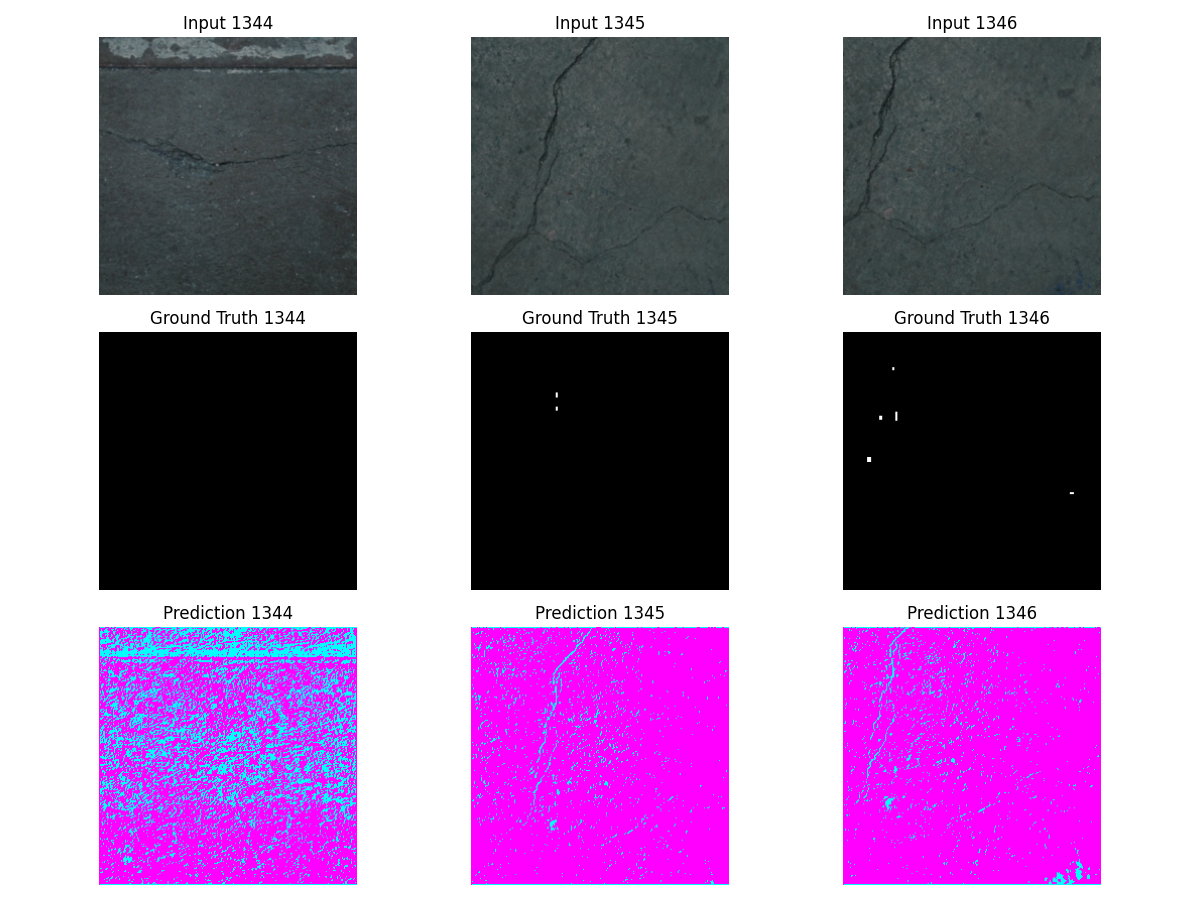 Input 1344
Input 1345
Input 1346
Ground Truth 1344
Ground Truth 1345
Ground Truth 1346
Prediction 1344
Prediction 1345
Prediction 1346